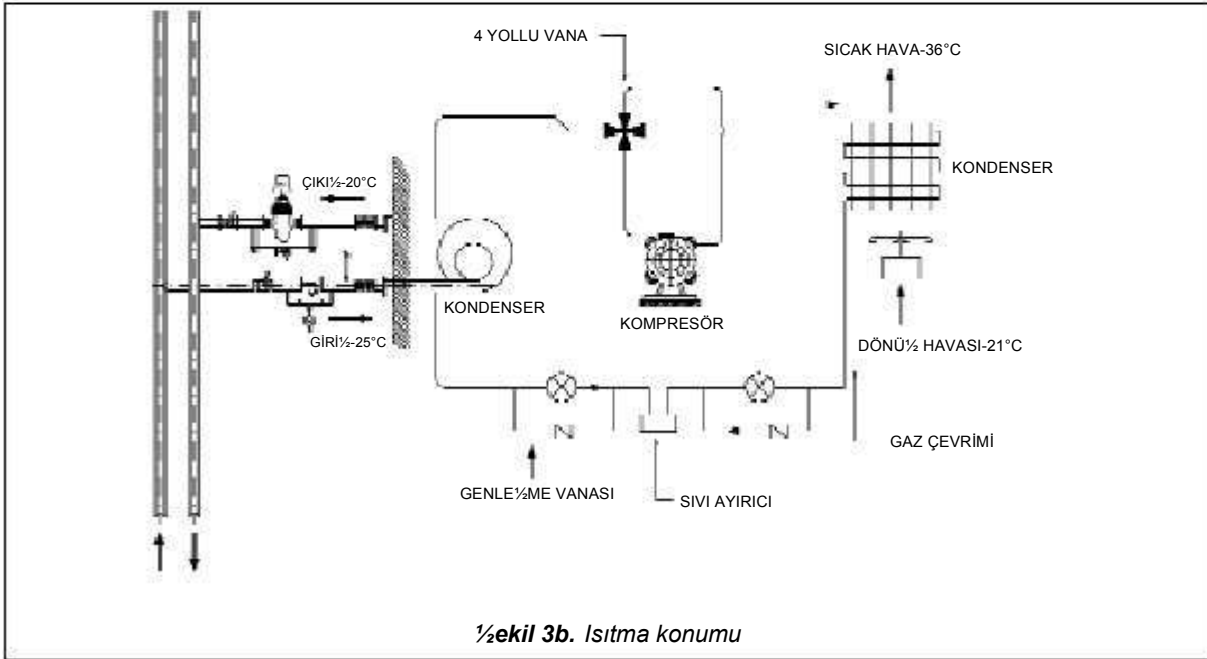 4 YOLLU VANA
SICAK HAVA-36°C
KONDENSER
ÇIKI½-20°C
KONDENSER
KOMPRESÖR
DÖNÜ½ HAVASI-21°C
GİRİ½-25°C
GAZ ÇEVRİMİ
GENLE½ME VANASI
SIVI AYIRICI
½ekil 3b. Isıtma konumu